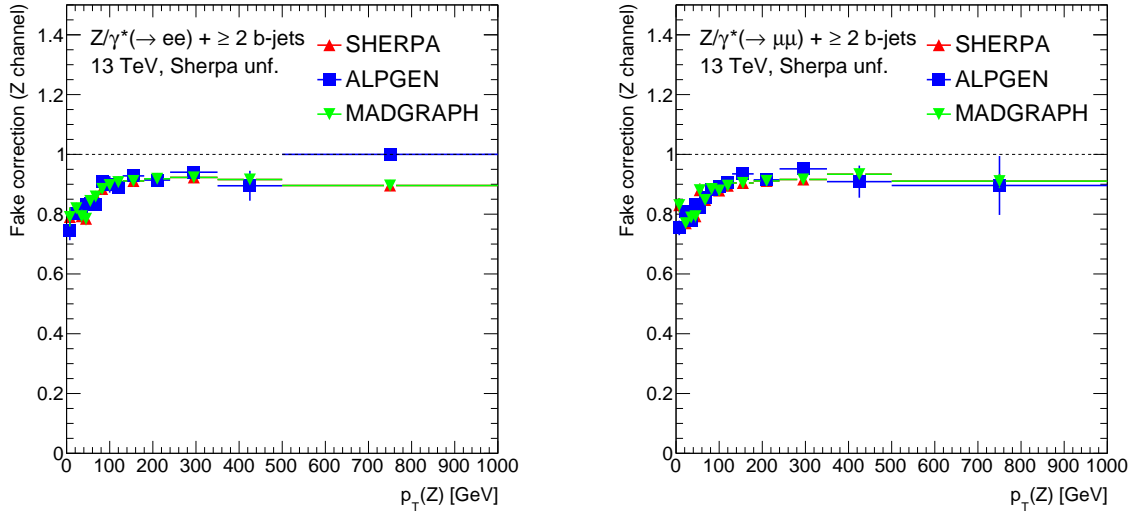 Fake correction (Z channel)
Z/γ*(→ ee) + ≥ 2 b-jets
13 TeV, Sherpa unf.
SHERPA
ALPGEN
MADGRAPH
1.4
1.2
1
0.8
0.6
0.4
0.2
0
0 100 200 300 400 500 600 700 800 900 1000
p_T(Z) [GeV]
Fake correction (Z channel)
Z/γ*(→ μμ) + ≥ 2 b-jets
13 TeV, Sherpa unf.
SHERPA
ALPGEN
MADGRAPH
1.4
1.2
1
0.8
0.6
0.4
0.2
0
0 100 200 300 400 500 600 700 800 900 1000
p_T(Z) [GeV]